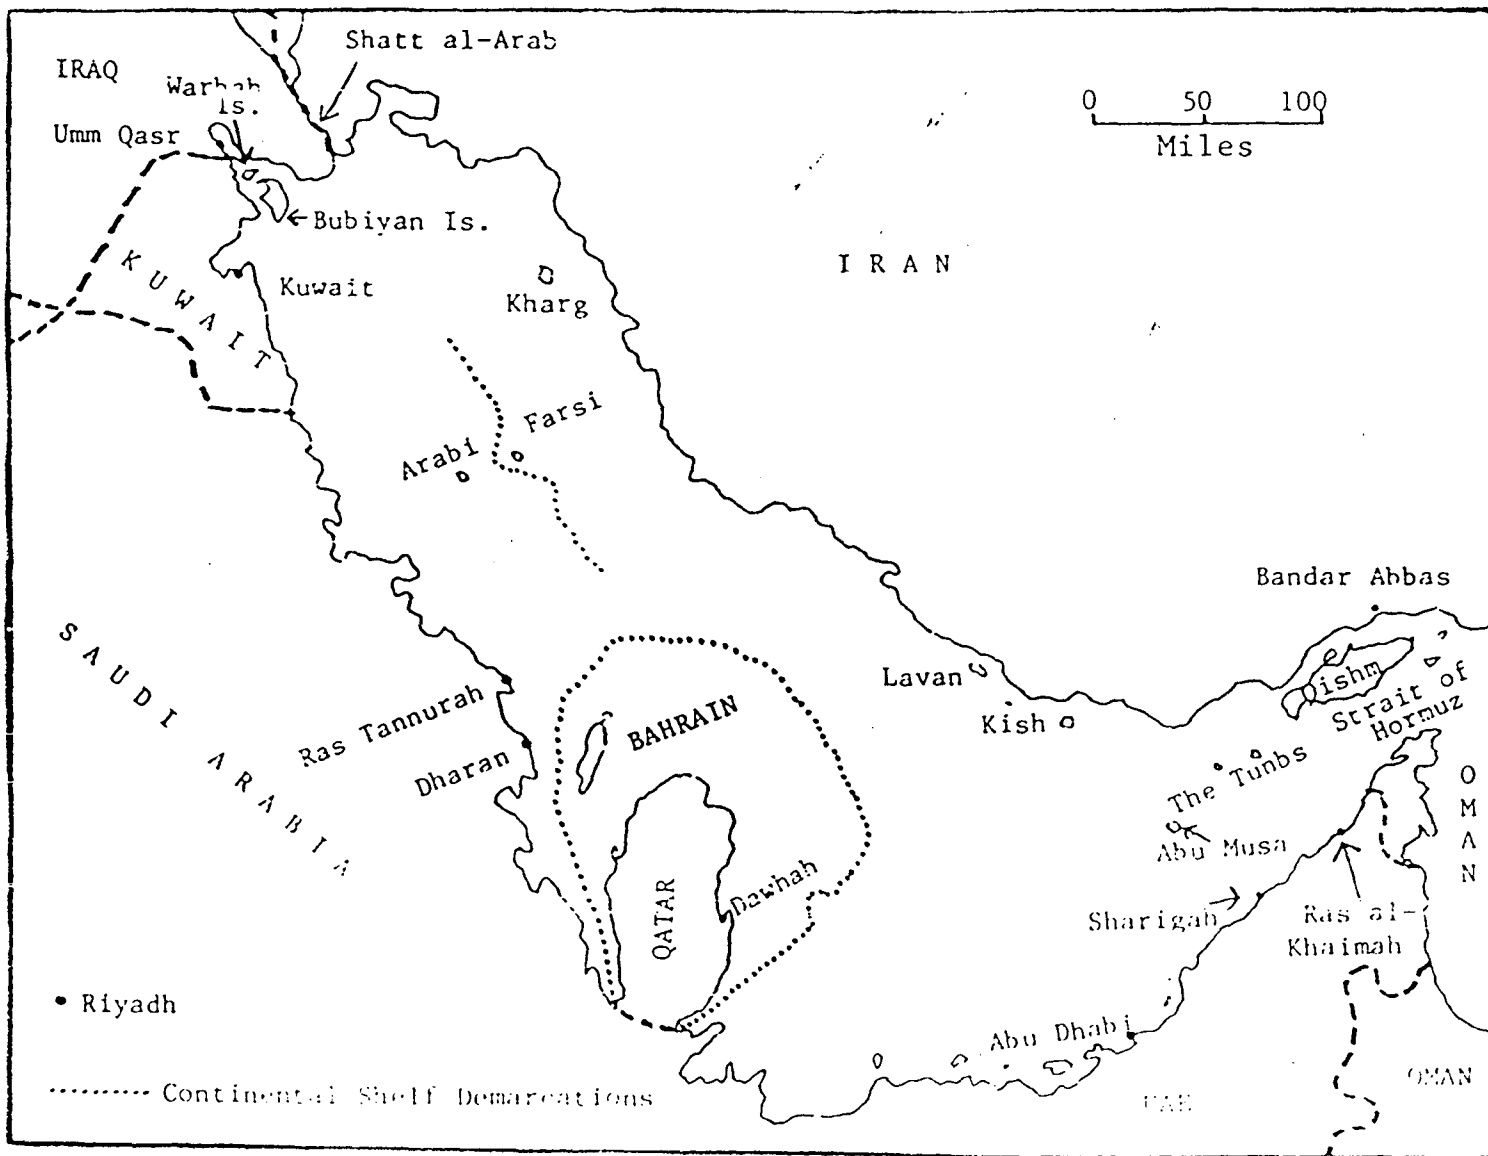 Shatt al-Arab
IRAQ
Warbah
Is.
Umm Qasr
0 50 100
Miles
Bubiyan Is.
KUWAIT
Kuwait
Kharg
IRAN
Farsi
Arabi
SAUDI ARABIA
Bandar Abbas
Lavan
Qishm
Strait of
Hormuz
Kish
Ras Tannurah
BAHRAIN
Dharan
The Tunbs
OMAN
Abu Musa
Dawhah
QATAR
Sharigah
Ras al-
Khaimah
Riyadh
Abu Dhabi
Continental Shelf Demarcations
UAE
OMAN